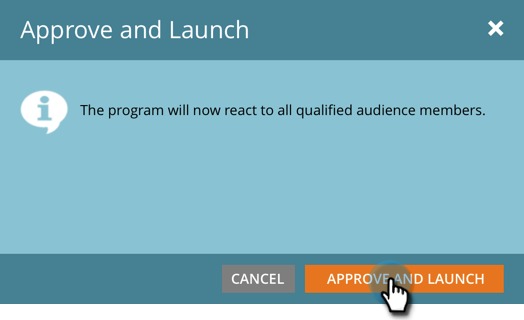 Approve and Launch
The program will now react to all qualified audience members.
CANCEL
APPROVE AND LAUNCH